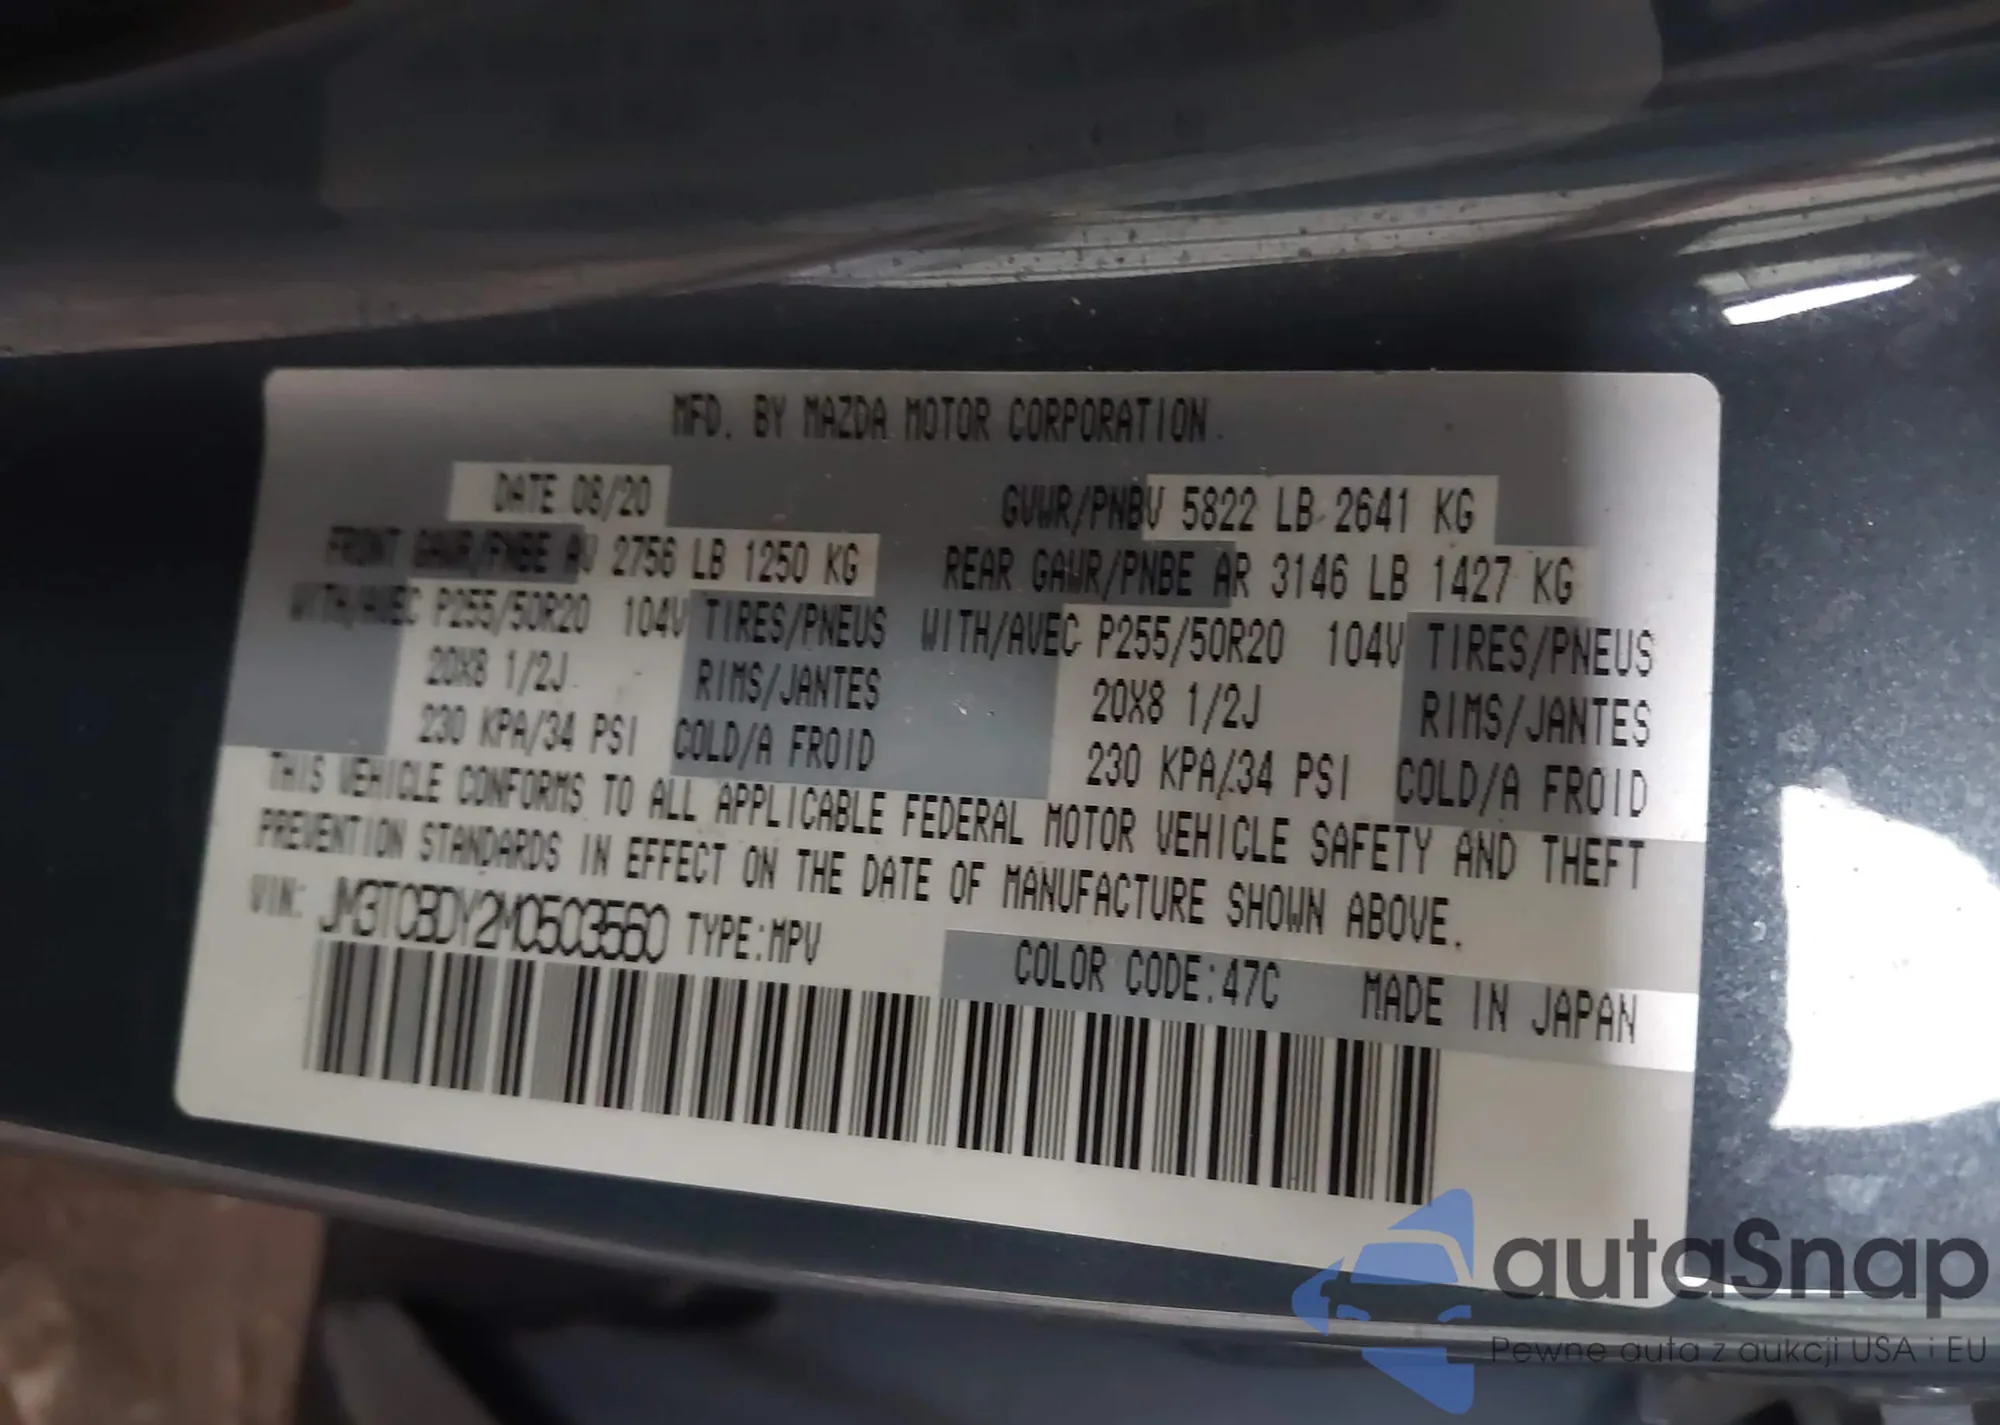 MFD. BY MAZDA MOTOR CORPORATION
DATE 08/20 GVWR/PNBV 5822 LB 2641 KG
FRONT GAWR/PNBE AV 2756 LB 1250 KG REAR GAWR/PNBE AR 3146 LB 1427 KG
WITH/AVEC P255/50R20 104V TIRES/PNEUS WITH/AVEC P255/50R20 104V TIRES/PNEUS
20X8 1/2J RIMS/JANTES 20X8 1/2J RIMS/JANTES
230 KPA/34 PSI COLD/A FROID 230 KPA/34 PSI COLD/A FROID
THIS VEHICLE CONFORMS TO ALL APPLICABLE FEDERAL MOTOR VEHICLE SAFETY AND THEFT
PREVENTION STANDARDS IN EFFECT ON THE DATE OF MANUFACTURE SHOWN ABOVE.
VIN: JM3TCBDY2M0503560 TYPE:MPV
COLOR CODE:47C MADE IN JAPAN
autaSnap
Pewne auta z aukcji USA i EU